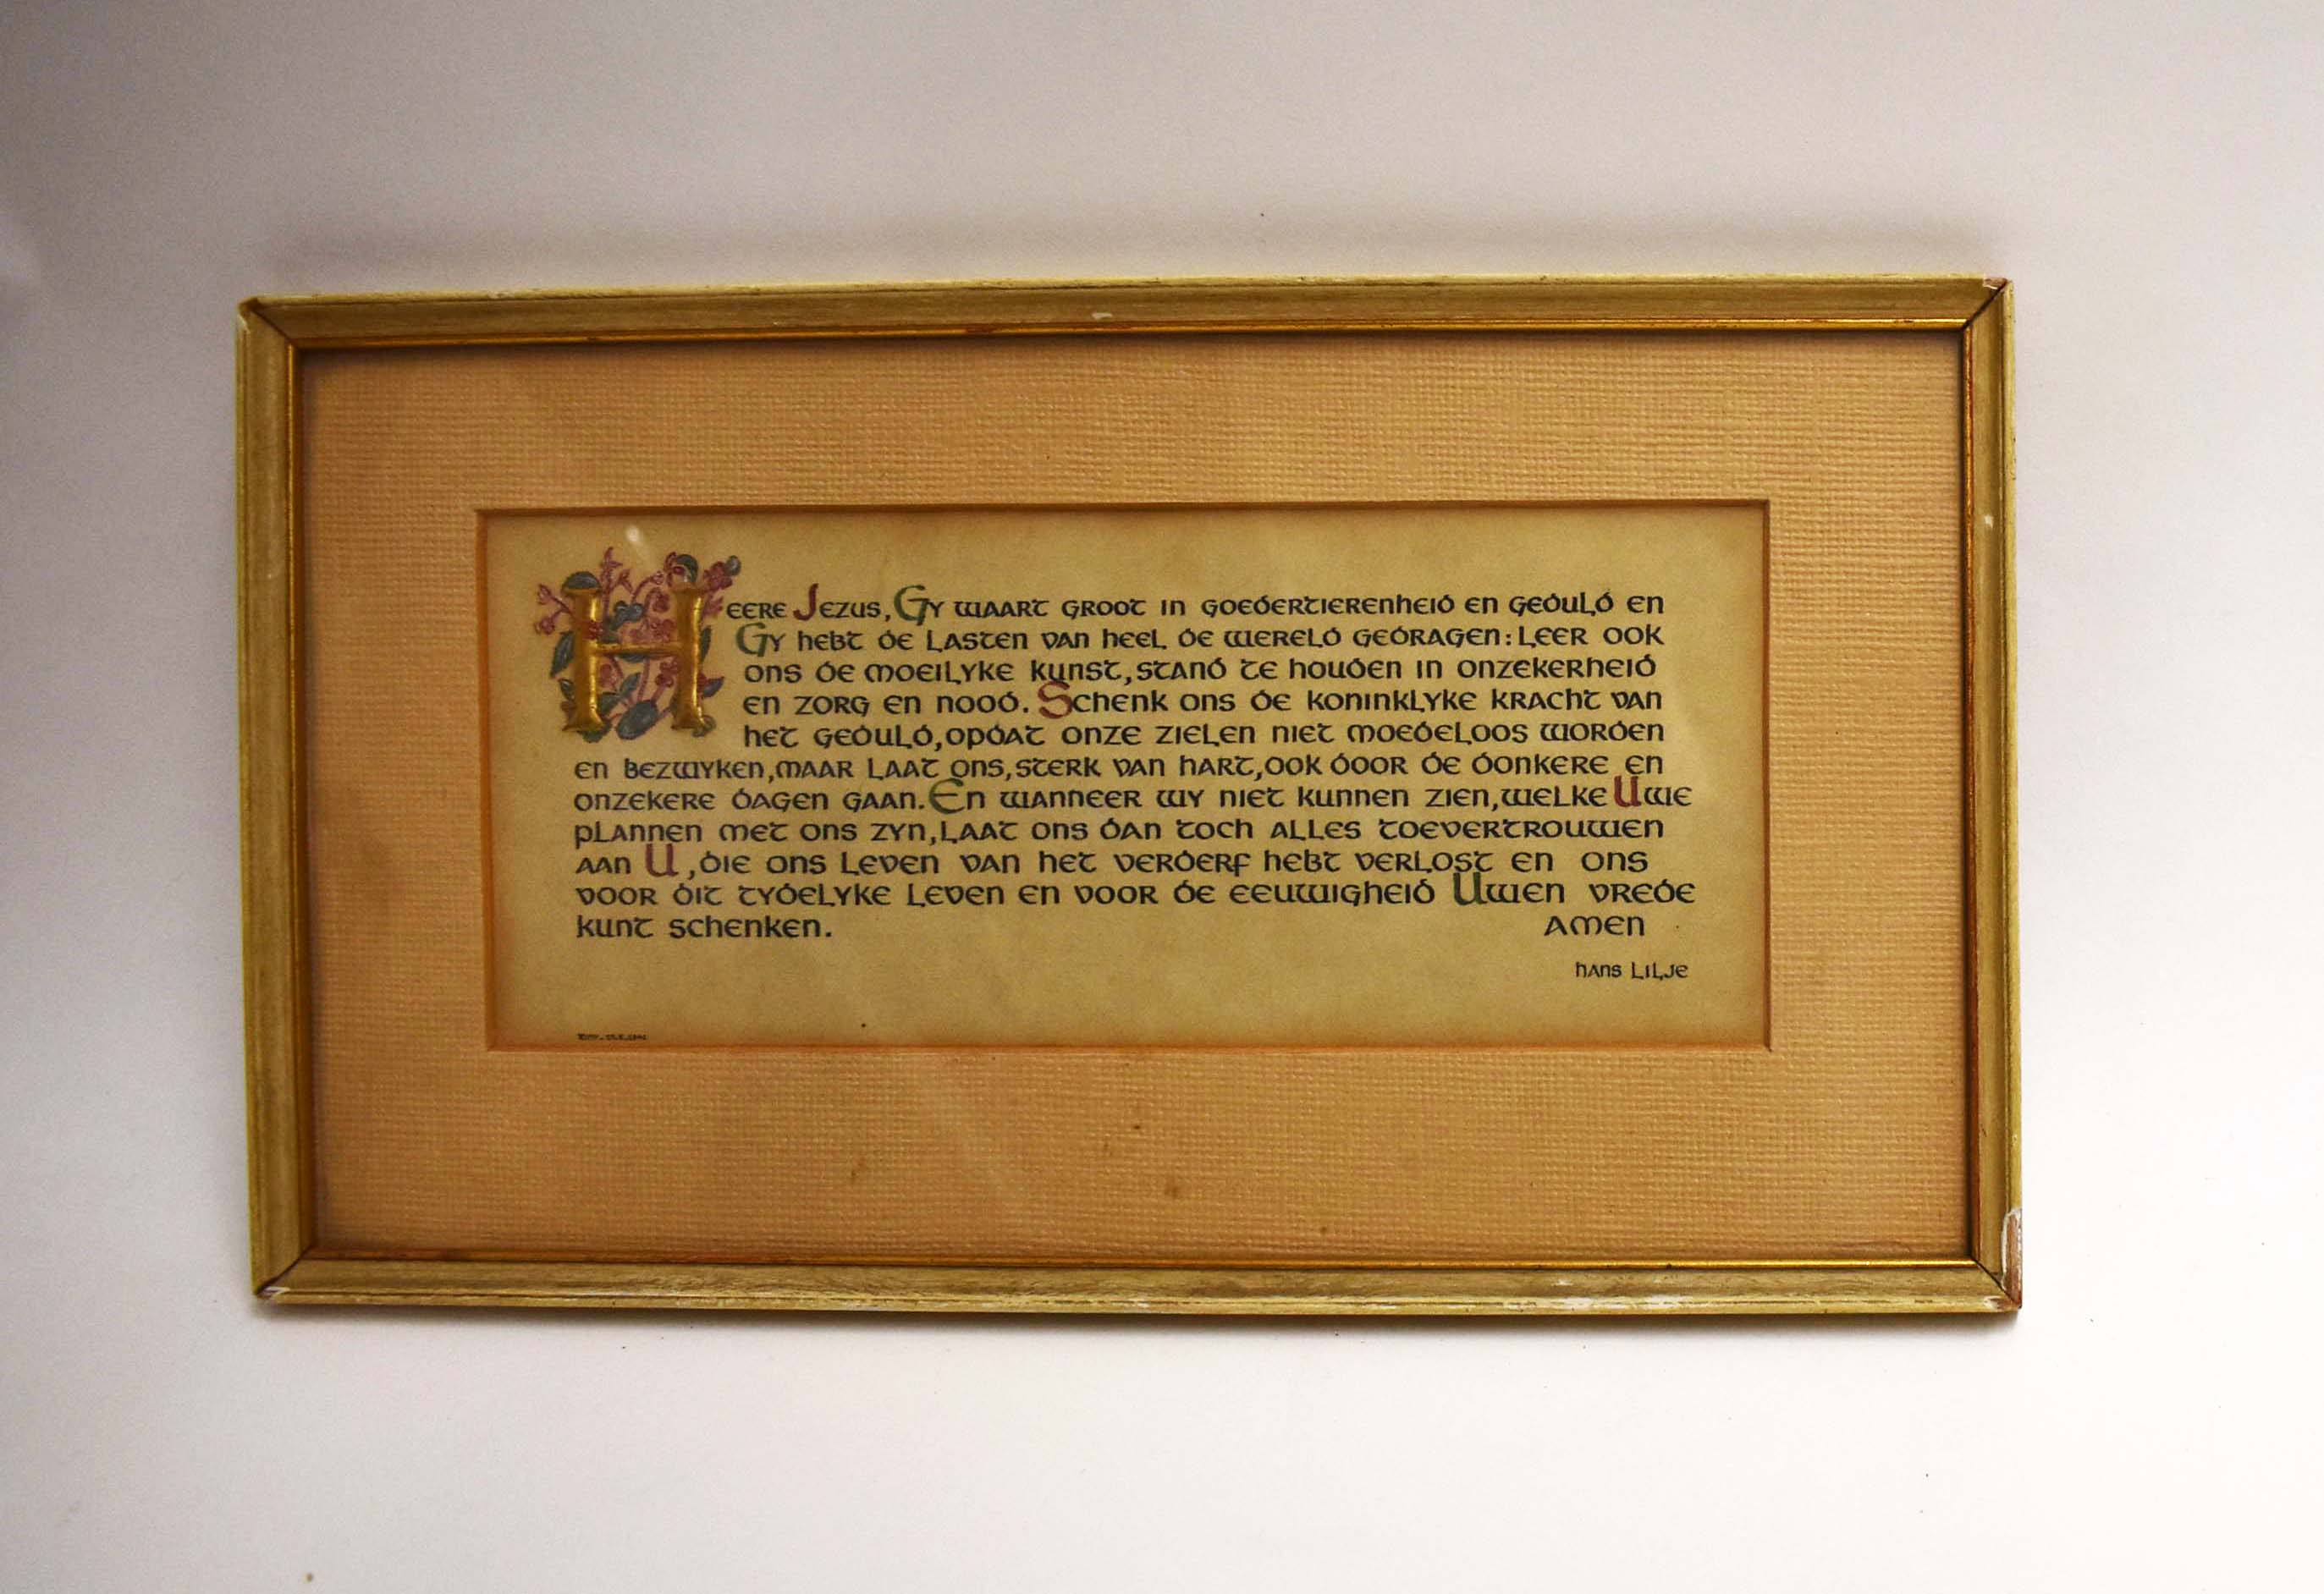 Heere Jezus, Gy waart groot in goedertierenheid en geduld en
Gy hebt de lasten van heel de wereld gedragen: leer ook
ons de moeilyke kunst, stand te houden in onzekerheid
en zorg en nood. Schenk ons de koninklyke kracht van
het geduld, opdat onze zielen niet moedeloos worden
en bezwyken, maar laat ons, sterk van hart, ook door de donkere en
onzekere dagen gaan. En wanneer wy niet kunnen zien, welke Uwe
plannen met ons zyn, laat ons dan toch alles toevertrouwen
aan U, die ons leven van het verderf hebt verlost en ons
voor dit tydelyke leven en voor de eeuwigheid Uwen vrede
kunt schenken. Amen
Hans Lilje